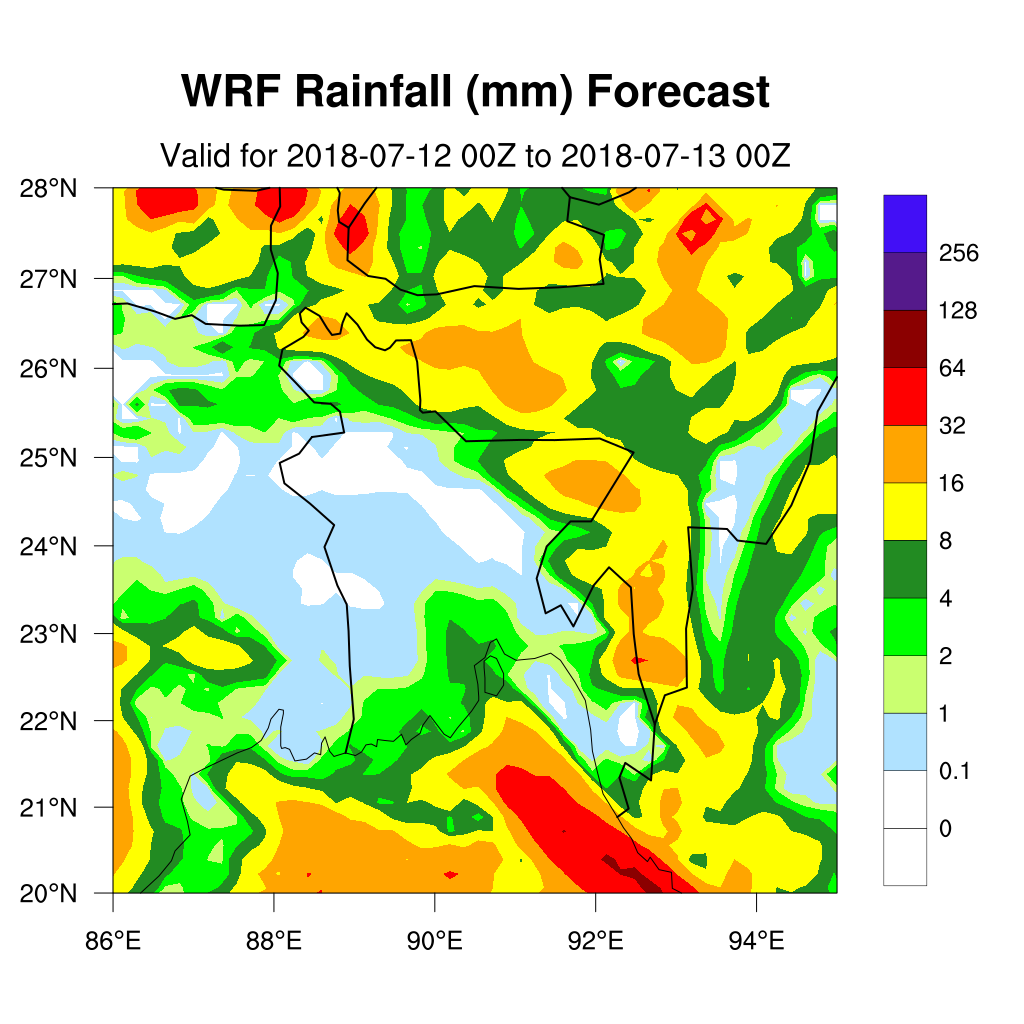 WRF Rainfall (mm) Forecast
Valid for 2018-07-12 00Z to 2018-07-13 00Z
28°N
27°N
26°N
25°N
24°N
23°N
22°N
21°N
20°N
86°E 88°E 90°E 92°E 94°E
256
128
64
32
16
8
4
2
1
0.1
0